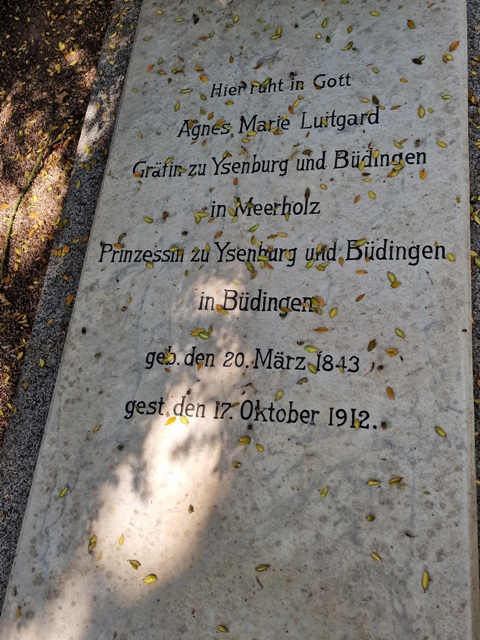 Hier ruht in Gott
Agnes Marie Luitgard
Gräfin zu Ysenburg und Büdingen
in Meerholz
Prinzessin zu Ysenburg und Büdingen
in Büdingen
geb. den 20. März 1843
gest. den 17. Oktober 1912.